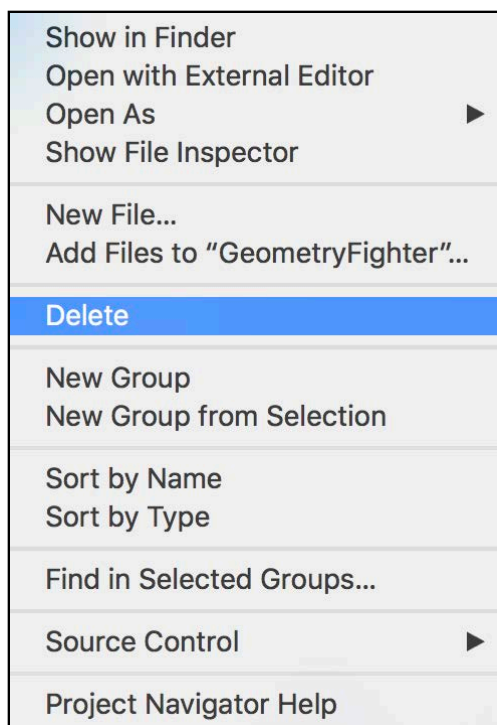 Show in Finder
Open with External Editor
Open As
Show File Inspector
New File...
Add Files to “GeometryFighter”...
Delete
New Group
New Group from Selection
Sort by Name
Sort by Type
Find in Selected Groups...
Source Control
Project Navigator Help